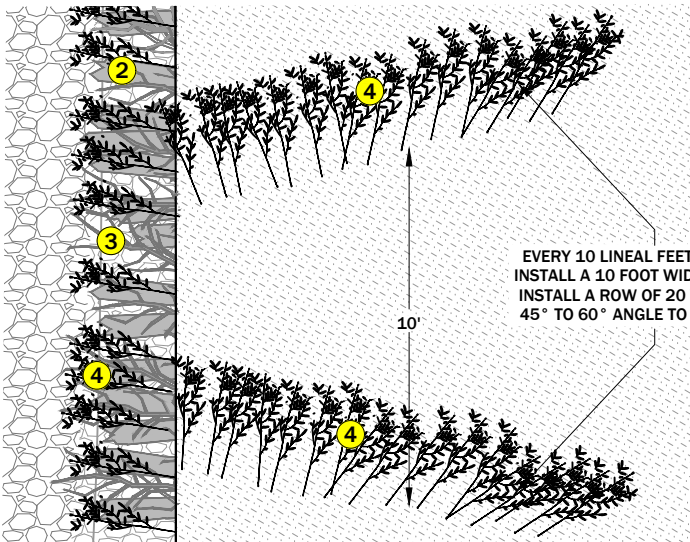 2
4
3
EVERY 10 LINEAL FEET
INSTALL A 10 FOOT WID
INSTALL A ROW OF 20
45° TO 60° ANGLE TO
10'
4
4